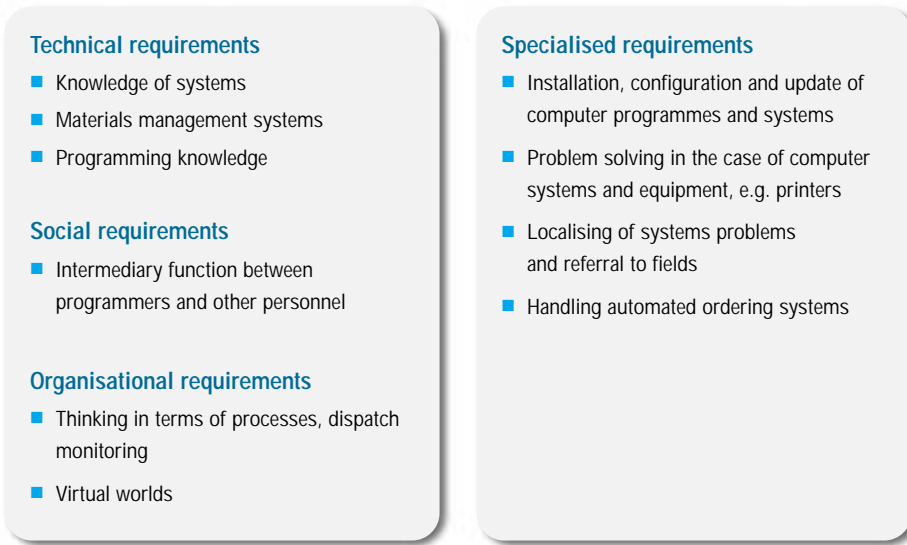 Technical requirements
Knowledge of systems
Materials management systems
Programming knowledge
Social requirements
Intermediary function between
programmers and other personnel
Organisational requirements
Thinking in terms of processes, dispatch
monitoring
Virtual worlds
Specialised requirements
Installation, configuration and update of
computer programmes and systems
Problem solving in the case of computer
systems and equipment, e.g. printers
Localising of systems problems
and referral to fields
Handling automated ordering systems